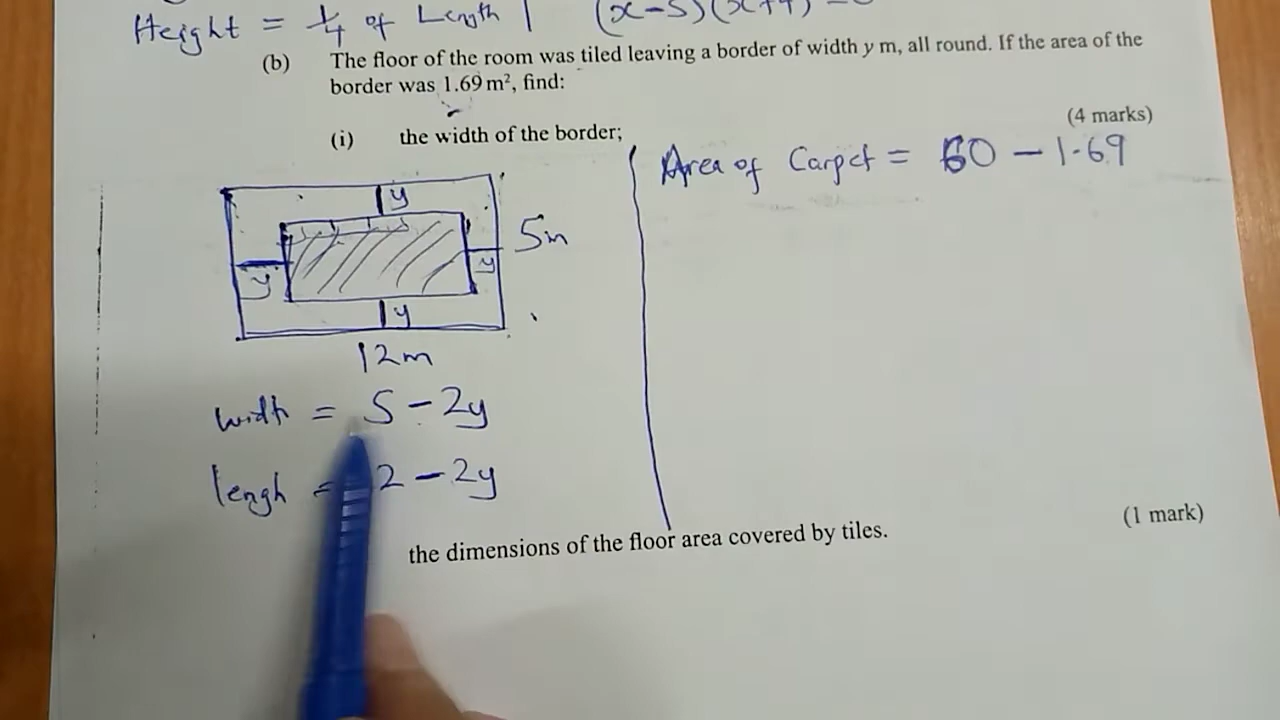 Height = 1/4 of Length | (x-5)(x+4) =
(b) The floor of the room was tiled leaving a border of width y m, all round. If the area of the
border was 1.69 m², find:
(i) the width of the border;
(4 marks)
Area of Carpet = 60 - 1.69
y
5m
y
y
y
12m
width = 5 - 2y
lengh = 2 - 2y
(1 mark)
the dimensions of the floor area covered by tiles.